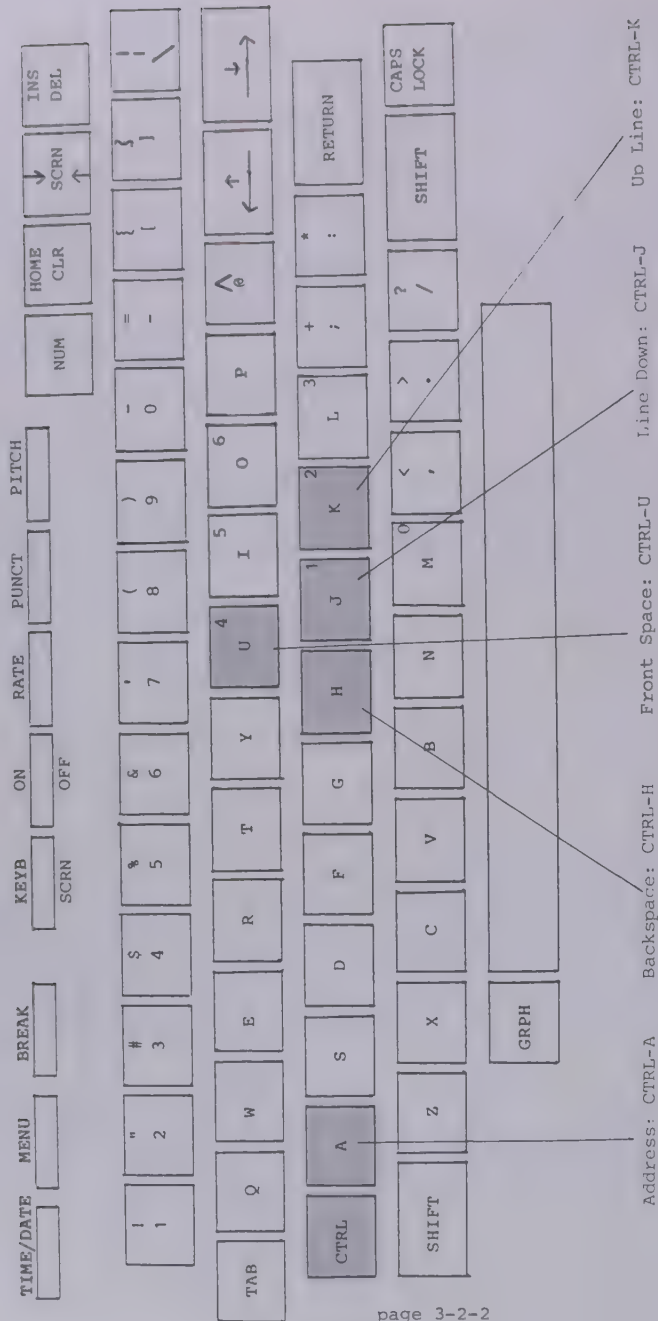 TIME/DATE MENU BREAK KEYB ON RATE PUNCT PITCH
SCRN OFF
NUM HOME CLR ↓ SCRN ↑ INS DEL
! 1 " 2 # 3 $ 4 % 5 & 6 ' 7 ( 8 ) 9 - 0 = - { [ } ] ¦ \
TAB Q W E R T Y U 4 I 5 O 6 P ^ @ ← ↑ ↓ →
CTRL A S D F G H J 1 K 2 L 3 + ; * : RETURN
SHIFT Z X C V B N M 0 < , > . ? / SHIFT CAPS LOCK
GRPH
Address: CTRL-A Backspace: CTRL-H Front Space: CTRL-U Line Down: CTRL-J Up Line: CTRL-K
page 3-2-2